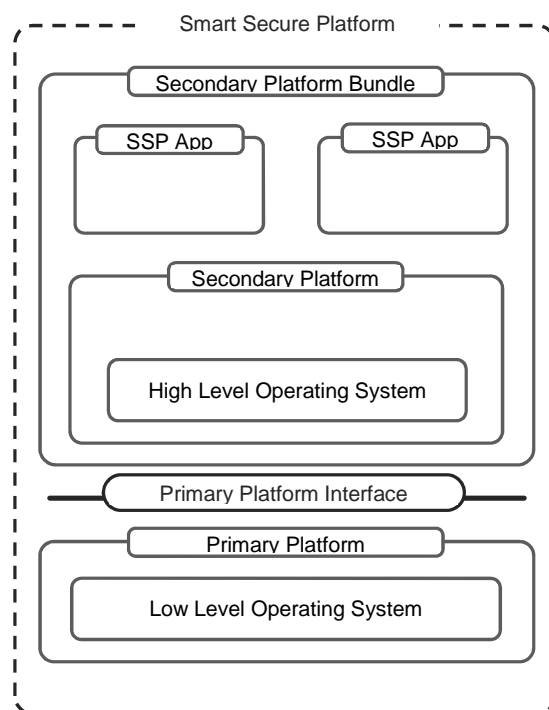 Smart Secure Platform
Secondary Platform Bundle
SSP App
SSP App
Secondary Platform
High Level Operating System
Primary Platform Interface
Primary Platform
Low Level Operating System